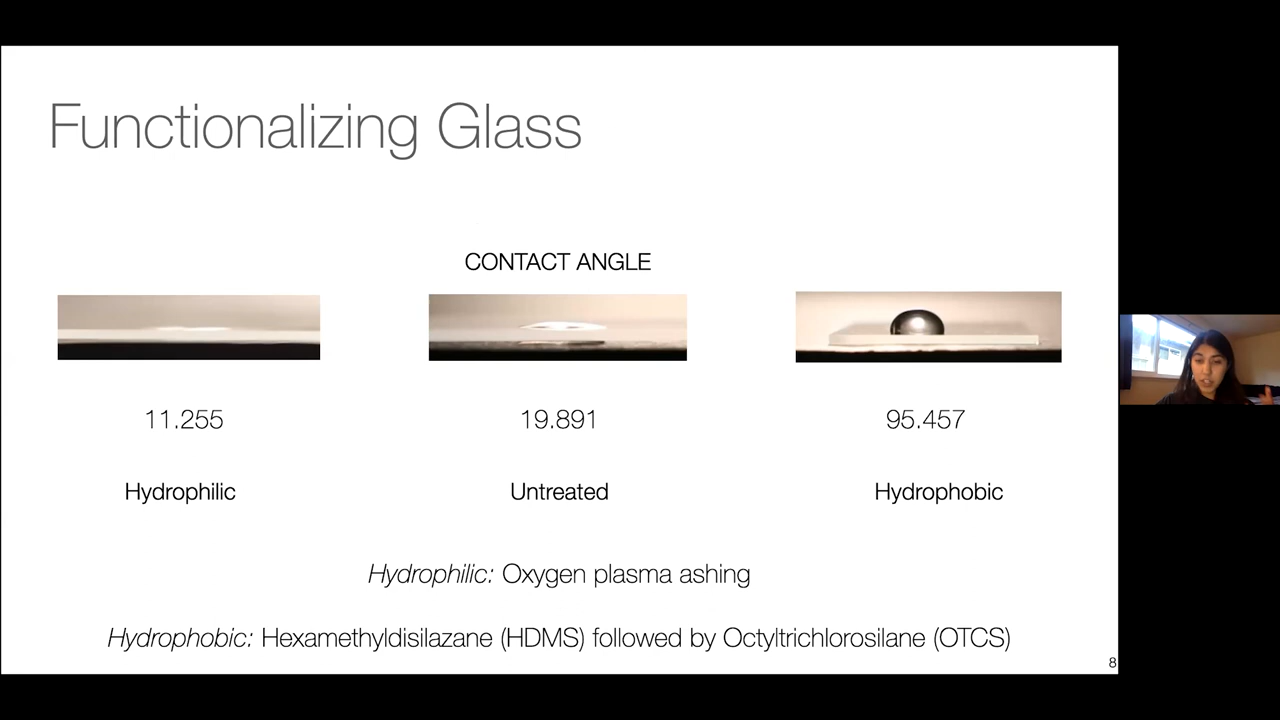 Functionalizing Glass
CONTACT ANGLE
11.255
19.891
95.457
Hydrophilic
Untreated
Hydrophobic
Hydrophilic: Oxygen plasma ashing
Hydrophobic: Hexamethyldisilazane (HDMS) followed by Octyltrichlorosilane (OTCS)
8